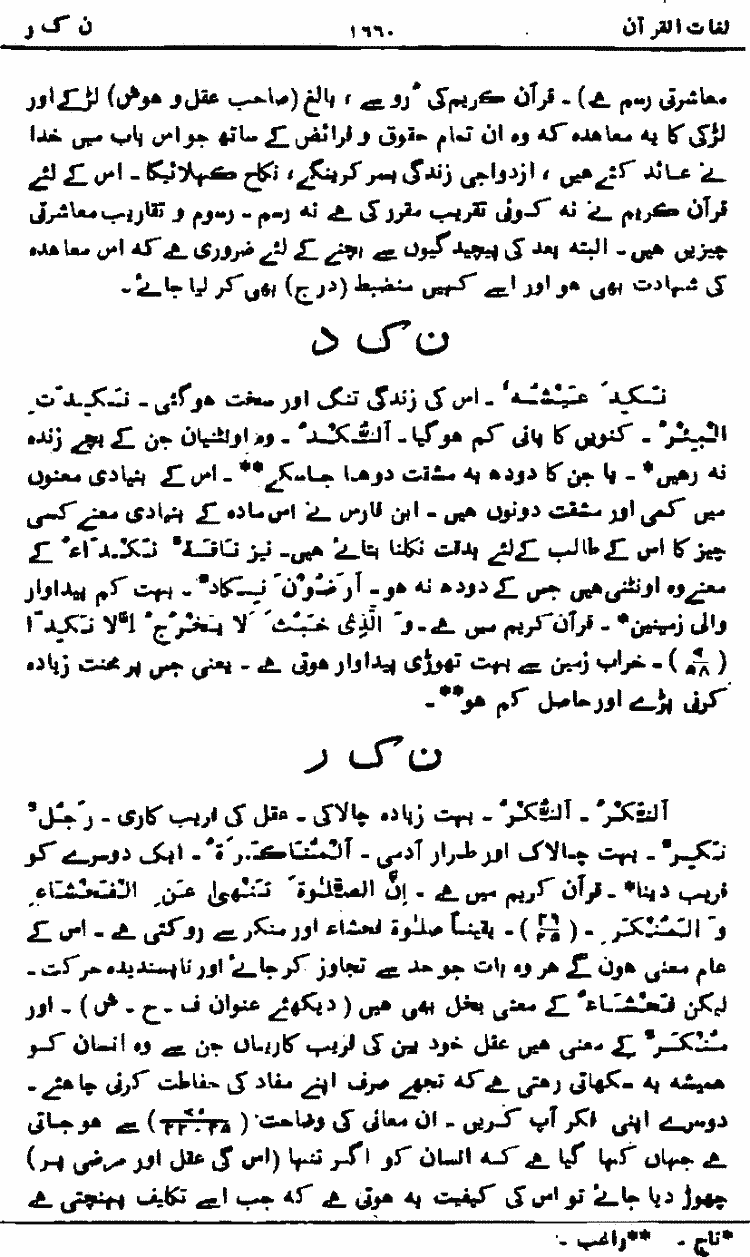 لغات القرآن ۱٦٦۰ ن ک ر
معاشرتی رسم ہے) ۔ قرآن کریم کی رُو سے ، بالغ (صاحب عقل و ہوش) لڑکے اور
لڑکی کا یہ معاہدہ کہ وہ ان تمام حقوق و فرائض کے ساتھ جو اس باب میں خدا
نے عائد کئے ہیں ، ازدواجی زندگی بسر کرینگے ، نکاح کہلائیگا ۔ اس کے لئے
قرآن کریم نے نہ کوئی تقریب مقرر کی ہے نہ رسم ۔ رسوم و تقاریب معاشرتی
چیزیں ہیں ۔ البتہ بعد کی پیچیدگیوں سے بچنے کے لئے ضروری ہے کہ اس معاہدہ
کی شہادت بھی ہو اور اسے کہیں منضبط (درج) بھی کر لیا جائے ۔
ن ک د
نَکِدَ عَیْشُہٗ ۔ اس کی زندگی تنگ اور سخت ہوگئی ۔ نَکِدَتِ
الْبِئْرُ ۔ کنویں کا پانی کم ہوگیا ۔ اَلنُّکْدُ ۔ وہ اونٹنیاں جن کے بچے زندہ
نہ رہیں* ۔ یا جن کا دودھ بہ مشقت دوھا جاسکے** ۔ اس کے بنیادی معنوں
میں کمی اور مشقت دونوں ہیں ۔ ابن فارس نے اس مادہ کے بنیادی معنے کسی
چیز کا اس کے طالب کے لئے بدقت نکلنا بتائے ہیں ۔ نیز نَاقَۃٌ نَکْدَاءُ کے
معنے وہ اونٹنی ہیں جس کے دودھ نہ ہو ۔ اَرَضُوْنَ نِکَادٌ ۔ بہت کم پیداوار
والی زمینیں* ۔ قرآن کریم میں ہے ۔ وَ الَّذِیْ خَبُثَ لَا یَخْرُجُ اِلَّا نَکِدًا
(۷/۵۸) ۔ خراب زمین سے بہت تھوڑی پیداوار ہوتی ہے ۔ یعنی جس پر محنت زیادہ
کرنی پڑے اور حاصل کم ہو** ۔
ن ک ر
اَلنَّکْرُ ۔ اَلنُّکْرُ ۔ بہت زیادہ چالاکی ۔ عقل کی فریب کاری ۔ رَجُلٌ
نَکِرٌ ۔ بہت چالاک اور طرار آدمی ۔ اَلْمُنَاکَرَۃُ ۔ ایک دوسرے کو
فریب دینا* ۔ قرآن کریم میں ہے ۔ اِنَّ الصَّلٰوۃَ تَنْھٰی عَنِ الْفَحْشَاءِ
وَ الْمُنْکَرِ ۔ (۲۹/۴۵) ۔ یقیناً صلٰوۃ فحشاء اور منکر سے روکتی ہے ۔ اس کے
عام معنی ہوں گے ہر وہ بات جو حد سے تجاوز کر جائے اور ناپسندیدہ حرکت ۔
لیکن فَحْشَاءُ کے معنی بخل بھی ہیں (دیکھئے عنوان ف ۔ ح ۔ ش) ۔ اور
مُنْکَرٌ کے معنی ہیں عقل خود بیں کی فریب کاریاں جن سے وہ انسان کو
ہمیشہ یہ سکھاتی رہتی ہے کہ تجھے صرف اپنے مفاد کی حفاظت کرنی چاہئے ۔
دوسرے اپنی فکر آپ کریں ۔ ان معانی کی وضاحت سے ہو جاتی
ہے جہاں کہا گیا ہے کہ انسان کو اگر تنہا (اس کی عقل اور مرضی پر)
چھوڑ دیا جائے تو اس کی کیفیت یہ ہوتی ہے کہ جب اسے تکلیف پہنچتی ہے
*تاج ۔ **راغب ۔